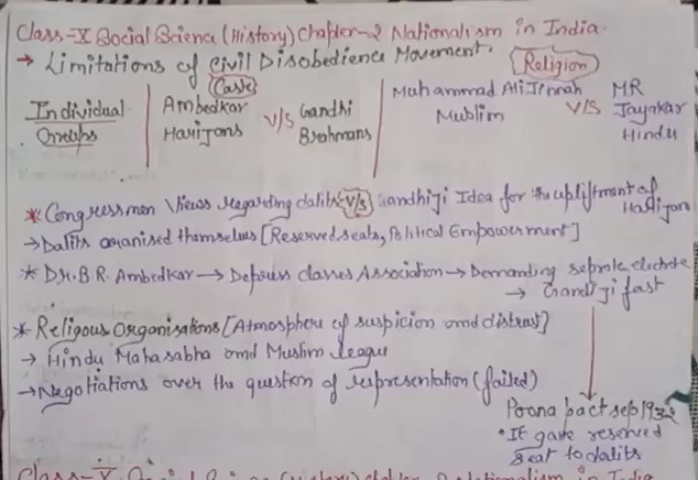 Class-X Social Science (History) Chapter-2 Nationalism in India.
→ Limitations of Civil Disobedience Movement.
Religion
Caste
Individual
Groups
Ambedkar
Harijans
V/S
Gandhi
Brahmans
Muhammad Ali Jinnah
Muslim
V/S
MR
Jayakar
Hindu
* Congressmen Views regarding dalits V/S Gandhiji Idea for the upliftment of
Harijan
→ Dalits organised themselves [Reserved seats, Political Empowerment]
* DR.B.R. Ambedkar → Depress classes Association → Demanding
→ Gandiji fast
* Religous Organisations [Atmosphere of suspicion and distrust]
→ Hindu Mahasabha and Muslim league
→ Negotiations over the question of representation (failed)
Poona pact sep 1932
• It gave reserved
seat to dalits